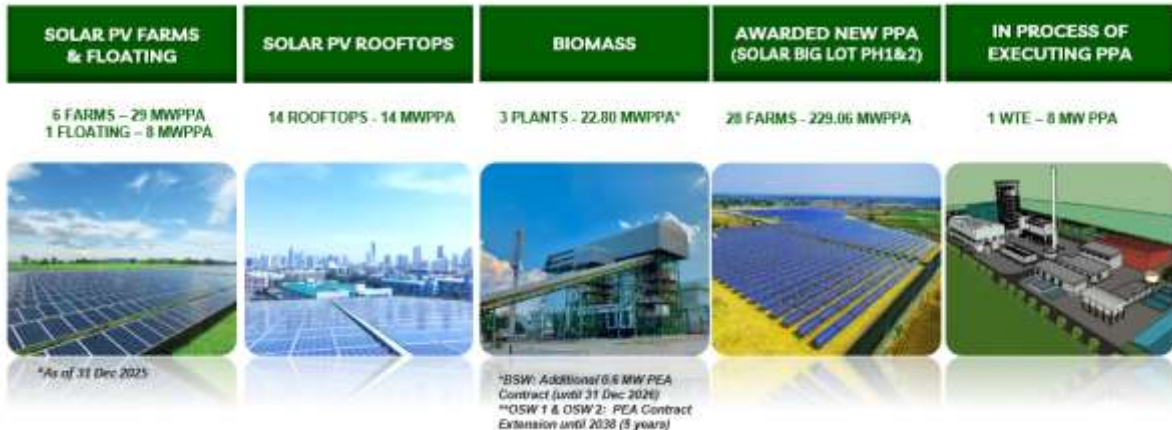 SOLAR PV FARMS
& FLOATING
6 FARMS – 29 MWPPA
1 FLOATING – 8 MWPPA
*As of 31 Dec 2025
SOLAR PV ROOFTOPS
14 ROOFTOPS - 14 MWPPA
BIOMASS
3 PLANTS - 22.80 MWPPA*
*BSW: Additional 0.6 MW PEA
Contract (until 31 Dec 2026)
**OSW 1 & OSW 2: PEA Contract
Extension until 2038 (5 years)
AWARDED NEW PPA
(SOLAR BIG LOT PH1&2)
28 FARMS - 229.06 MWPPA
IN PROCESS OF
EXECUTING PPA
1 WTE – 8 MW PPA